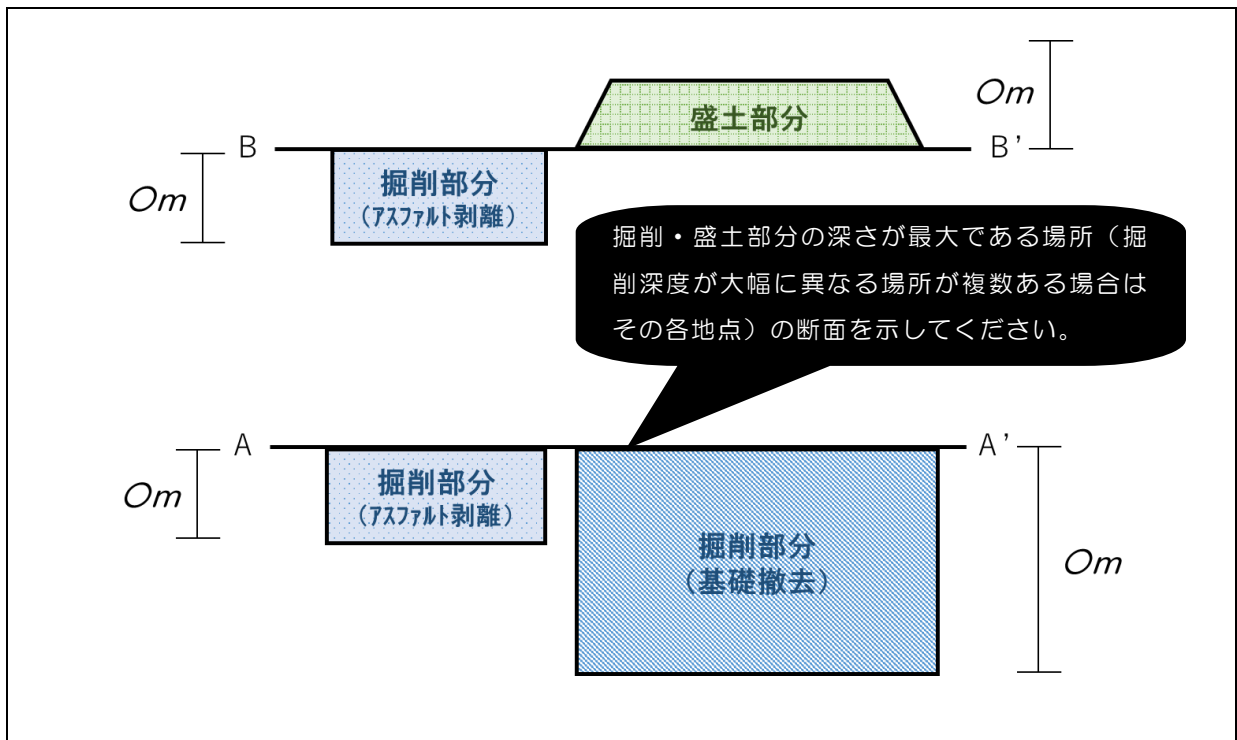 〇m
盛土部分
B
B’
掘削部分
(ｱｽﾌｧﾙﾄ剥離)
〇m
掘削・盛土部分の深さが最大である場所（掘
削深度が大幅に異なる場所が複数ある場合は
その各地点）の断面を示してください。
A
A’
掘削部分
(ｱｽﾌｧﾙﾄ剥離)
〇m
掘削部分
(基礎撤去)
〇m